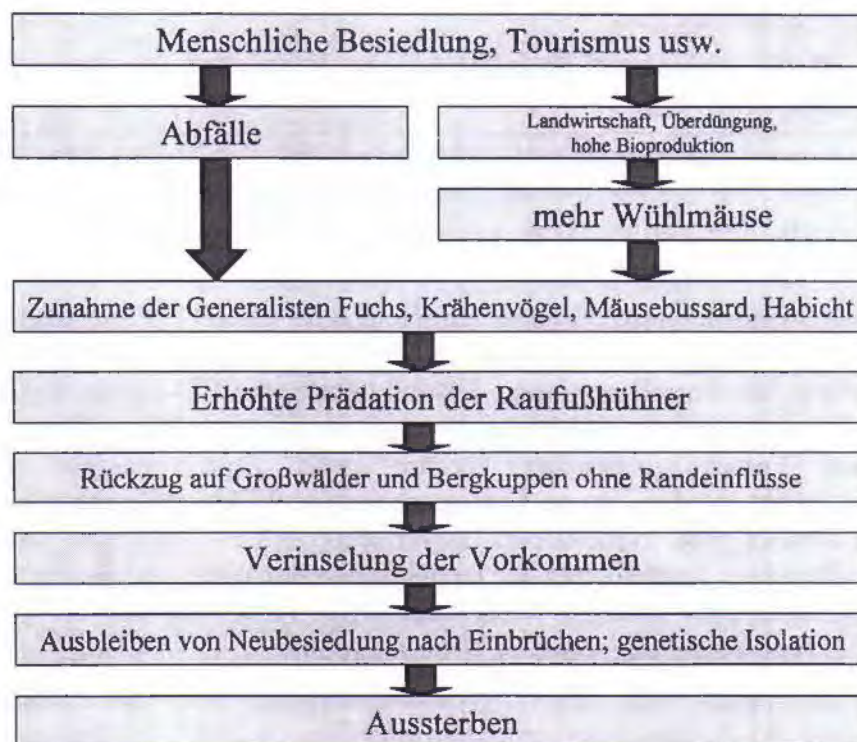 Menschliche Besiedlung, Tourismus usw.
Abfälle
Landwirtschaft, Überdüngung,
hohe Bioproduktion
mehr Wühlmäuse
Zunahme der Generalisten Fuchs, Krähenvögel, Mäusebussard, Habicht
Erhöhte Prädation der Raufußhühner
Rückzug auf Großwälder und Bergkuppen ohne Randeinflüsse
Verinselung der Vorkommen
Ausbleiben von Neubesiedlung nach Einbrüchen; genetische Isolation
Aussterben